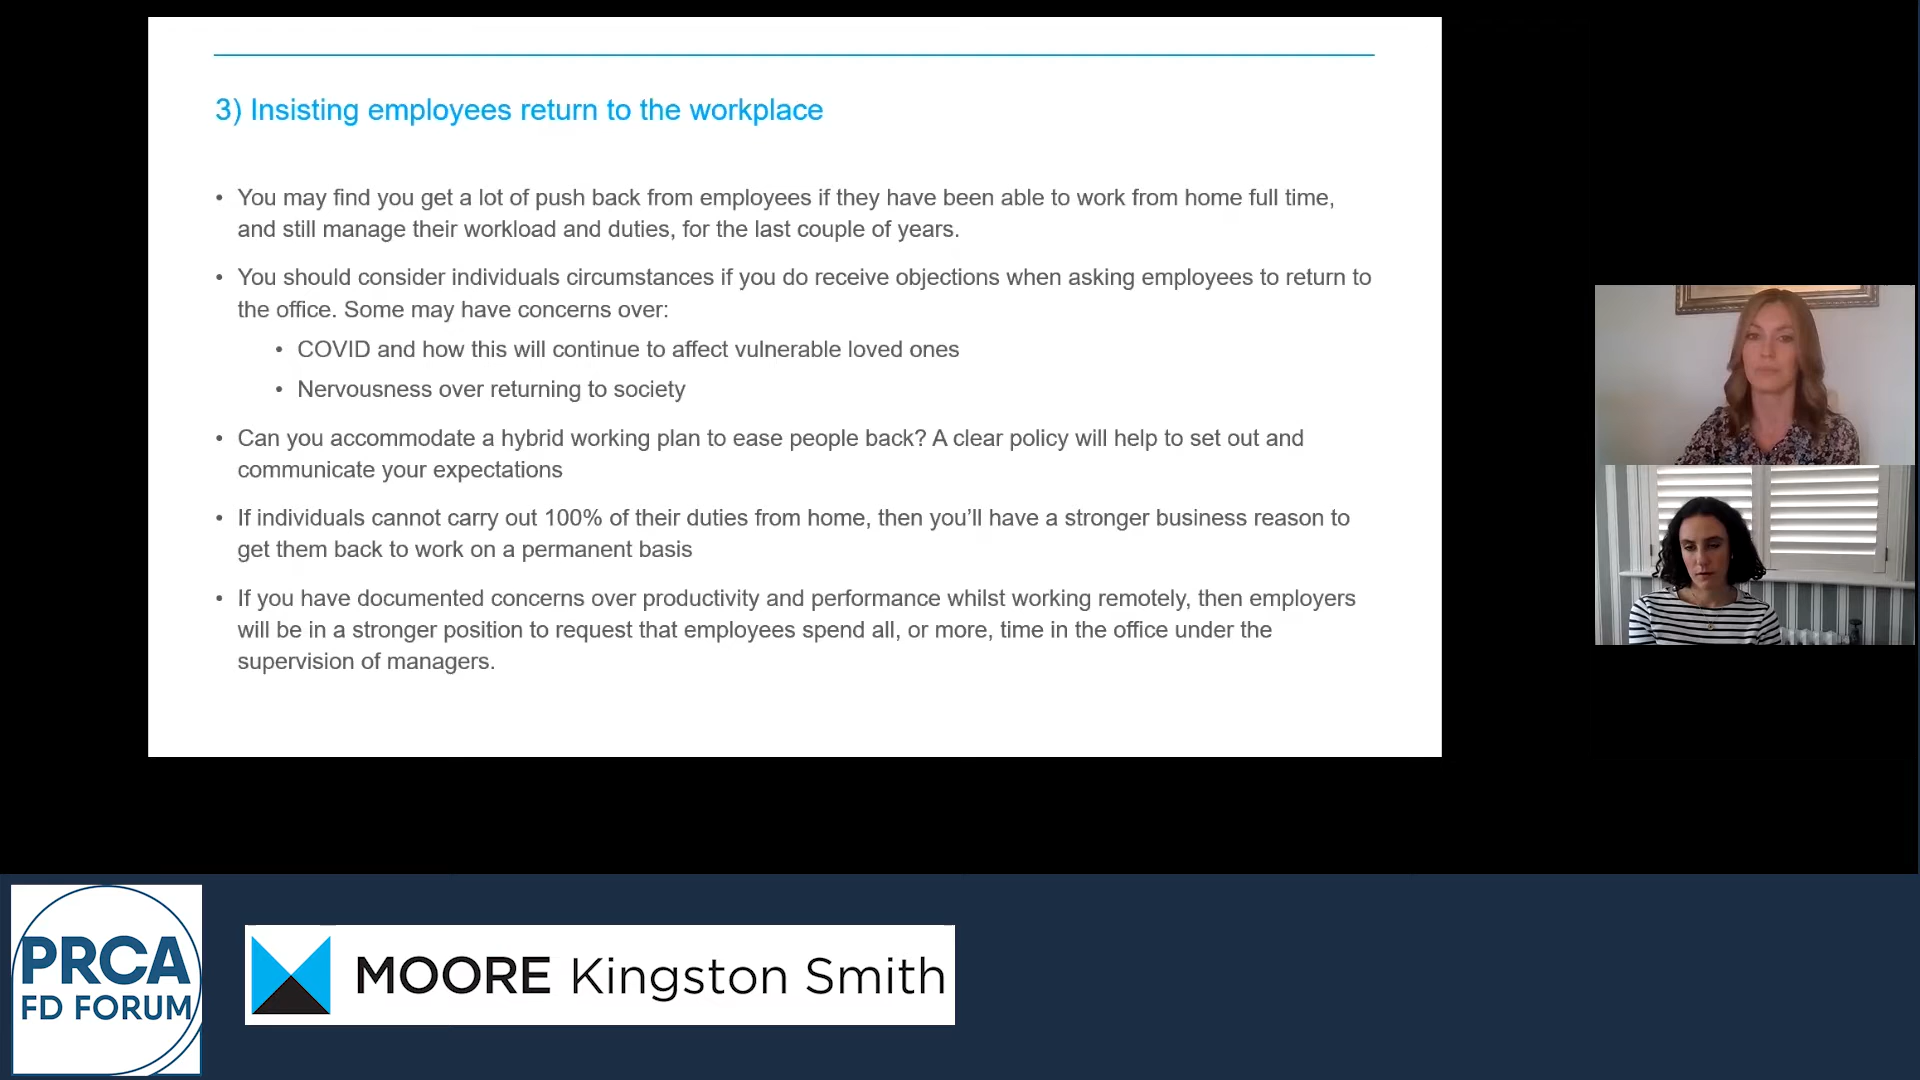 3) Insisting employees return to the workplace
• You may find you get a lot of push back from employees if they have been able to work from home full time,
and still manage their workload and duties, for the last couple of years.
• You should consider individuals circumstances if you do receive objections when asking employees to return to
the office. Some may have concerns over:
• COVID and how this will continue to affect vulnerable loved ones
• Nervousness over returning to society
• Can you accommodate a hybrid working plan to ease people back? A clear policy will help to set out and
communicate your expectations
• If individuals cannot carry out 100% of their duties from home, then you’ll have a stronger business reason to
get them back to work on a permanent basis
• If you have documented concerns over productivity and performance whilst working remotely, then employers
will be in a stronger position to request that employees spend all, or more, time in the office under the
supervision of managers.
PRCA
FD FORUM
MOORE Kingston Smith